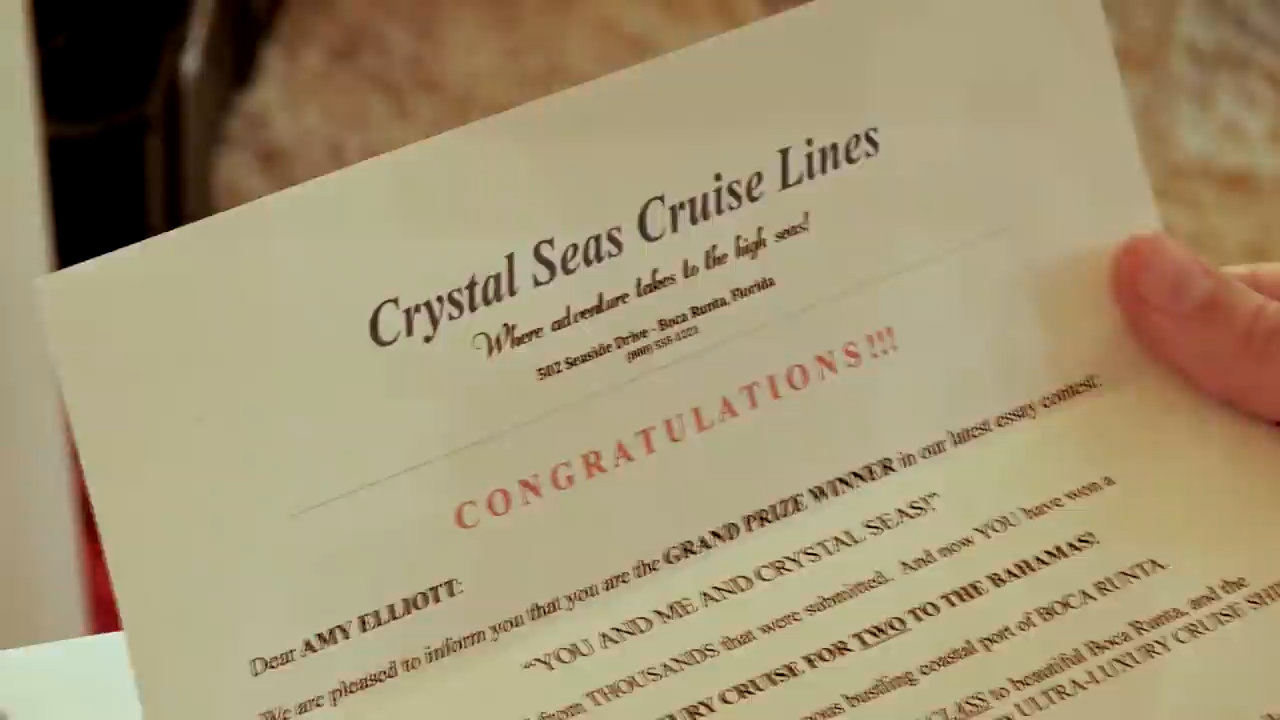 Crystal Seas Cruise Lines
Where adventure takes to the high seas!
502 Seaside Drive - Boca Runta, Florida
CONGRATULATIONS!!!
Dear AMY ELLIOTT:
We are pleased to inform you that you are the GRAND PRIZE WINNER in our latest essay contest:
"YOU AND ME AND CRYSTAL SEAS!"
from THOUSANDS that were submitted. And now YOU have won a
CRUISE FOR TWO TO THE BAHAMAS!
bustling coastal port of BOCA RUNTA.
CLASS to beautiful Boca Runta, and the
ULTRA-LUXURY CRUISE